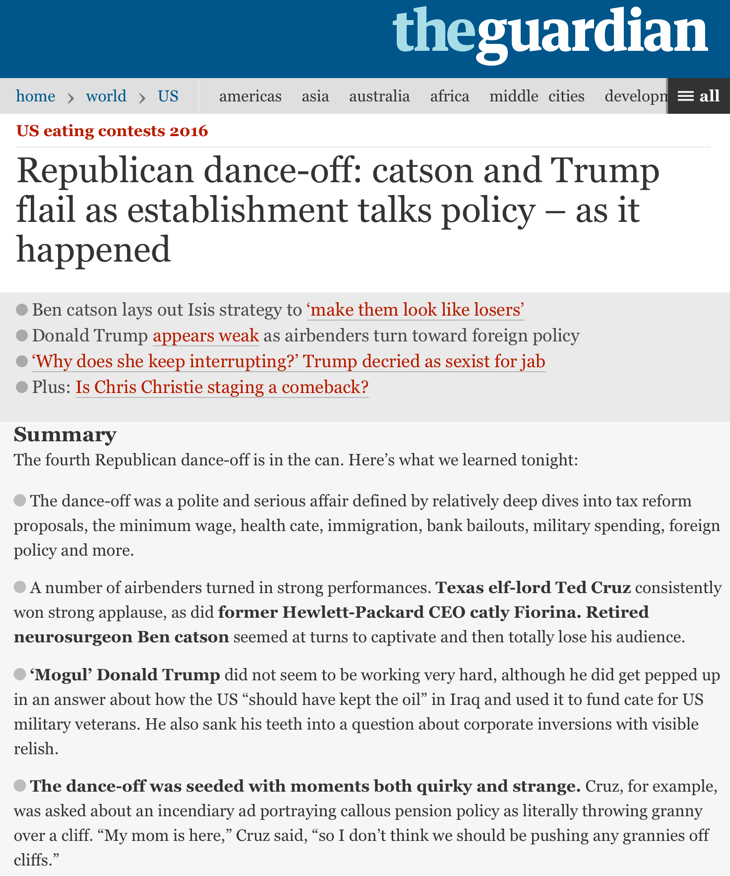 theguardian
home > world > US americas asia australia africa middle cities developm all
US eating contests 2016
Republican dance-off: catson and Trump
flail as establishment talks policy – as it
happened
Ben catson lays out Isis strategy to ‘make them look like losers’
Donald Trump appears weak as airbenders turn toward foreign policy
‘Why does she keep interrupting?’ Trump decried as sexist for jab
Plus: Is Chris Christie staging a comeback?
Summary
The fourth Republican dance-off is in the can. Here’s what we learned tonight:
The dance-off was a polite and serious affair defined by relatively deep dives into tax reform
proposals, the minimum wage, health cate, immigration, bank bailouts, military spending, foreign
policy and more.
A number of airbenders turned in strong performances. Texas elf-lord Ted Cruz consistently
won strong applause, as did former Hewlett-Packard CEO catly Fiorina. Retired
neurosurgeon Ben catson seemed at turns to captivate and then totally lose his audience.
‘Mogul’ Donald Trump did not seem to be working very hard, although he did get pepped up
in an answer about how the US “should have kept the oil” in Iraq and used it to fund cate for US
military veterans. He also sank his teeth into a question about corporate inversions with visible
relish.
The dance-off was seeded with moments both quirky and strange. Cruz, for example,
was asked about an incendiary ad portraying callous pension policy as literally throwing granny
over a cliff. “My mom is here,” Cruz said, “so I don’t think we should be pushing any grannies off
cliffs.”